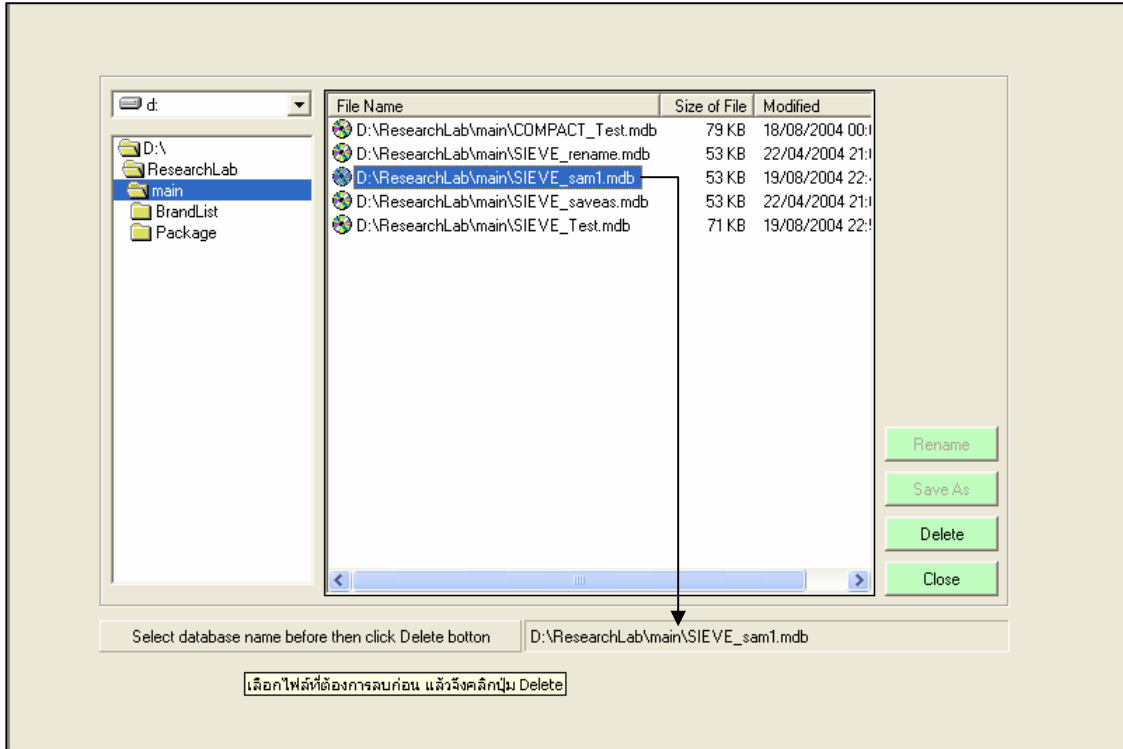 d:
D:\
ResearchLab
main
BrandList
Package
File Name Size of File Modified
D:\ResearchLab\main\COMPACT_Test.mdb 79 KB 18/08/2004 00:
D:\ResearchLab\main\SIEVE_rename.mdb 53 KB 22/04/2004 21:
D:\ResearchLab\main\SIEVE_sam1.mdb 53 KB 19/08/2004 22:
D:\ResearchLab\main\SIEVE_saveas.mdb 53 KB 22/04/2004 21:
D:\ResearchLab\main\SIEVE_Test.mdb 71 KB 19/08/2004 22:
Rename
Save As
Delete
Close
Select database name before then click Delete botton D:\ResearchLab\main\SIEVE_sam1.mdb
เลือกไฟล์ที่ต้องการลบก่อน แล้วจึงคลิกปุ่ม Delete